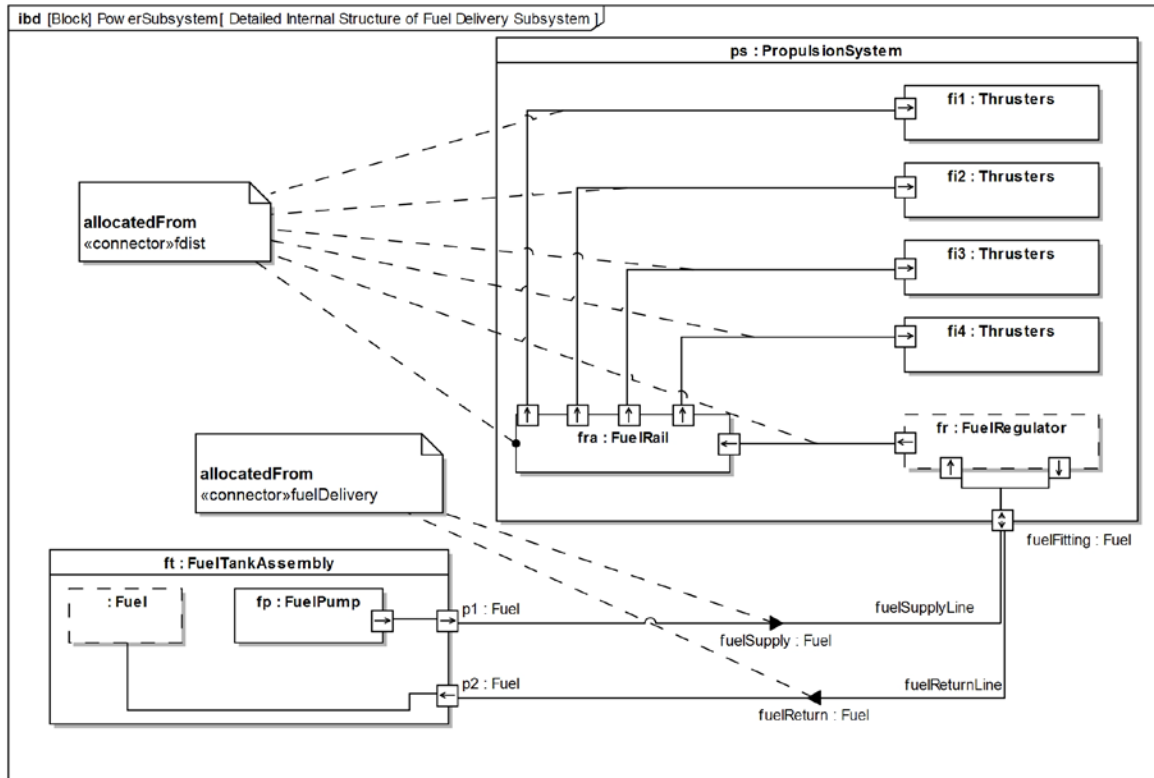 ibd [Block] PowerSubsystem[ Detailed Internal Structure of Fuel Delivery Subsystem ]
ps : PropulsionSystem
fi1 : Thrusters
fi2 : Thrusters
allocatedFrom
«connector»fdist
fi3 : Thrusters
fi4 : Thrusters
fra : FuelRail
fr : FuelRegulator
allocatedFrom
«connector»fuelDelivery
fuelFitting : Fuel
ft : FuelTankAssembly
: Fuel
fp : FuelPump
p1 : Fuel
fuelSupplyLine
fuelSupply : Fuel
p2 : Fuel
fuelReturnLine
fuelReturn : Fuel